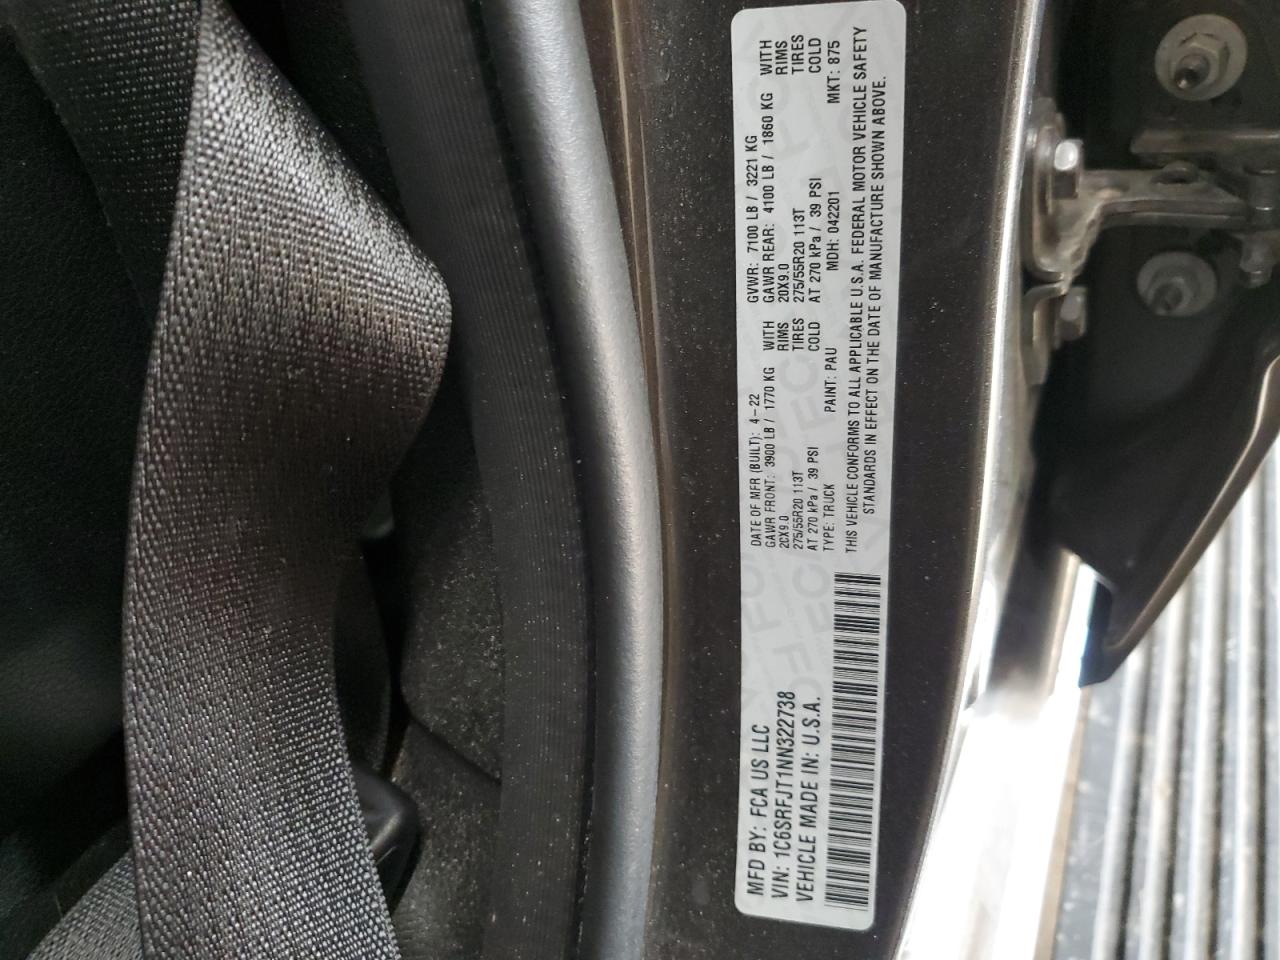 MFD BY: FCA US LLC
VIN: 1C6SRFJT1NN322738
VEHICLE MADE IN: U.S.A.
DATE OF MFR (BUILT): 4-22 GVWR: 7100 LB / 3221 KG
GAWR FRONT: 3900 LB / 1770 KG WITH GAWR REAR: 4100 LB / 1860 KG WITH
20X9.0 RIMS 20X9.0 RIMS
275/55R20 113T TIRES 275/55R20 113T TIRES
AT 270 kPa / 39 PSI COLD AT 270 kPa / 39 PSI COLD
TYPE: TRUCK PAINT: PAU MDH: 042201 MKT: 875
THIS VEHICLE CONFORMS TO ALL APPLICABLE U.S.A. FEDERAL MOTOR VEHICLE SAFETY
STANDARDS IN EFFECT ON THE DATE OF MANUFACTURE SHOWN ABOVE.